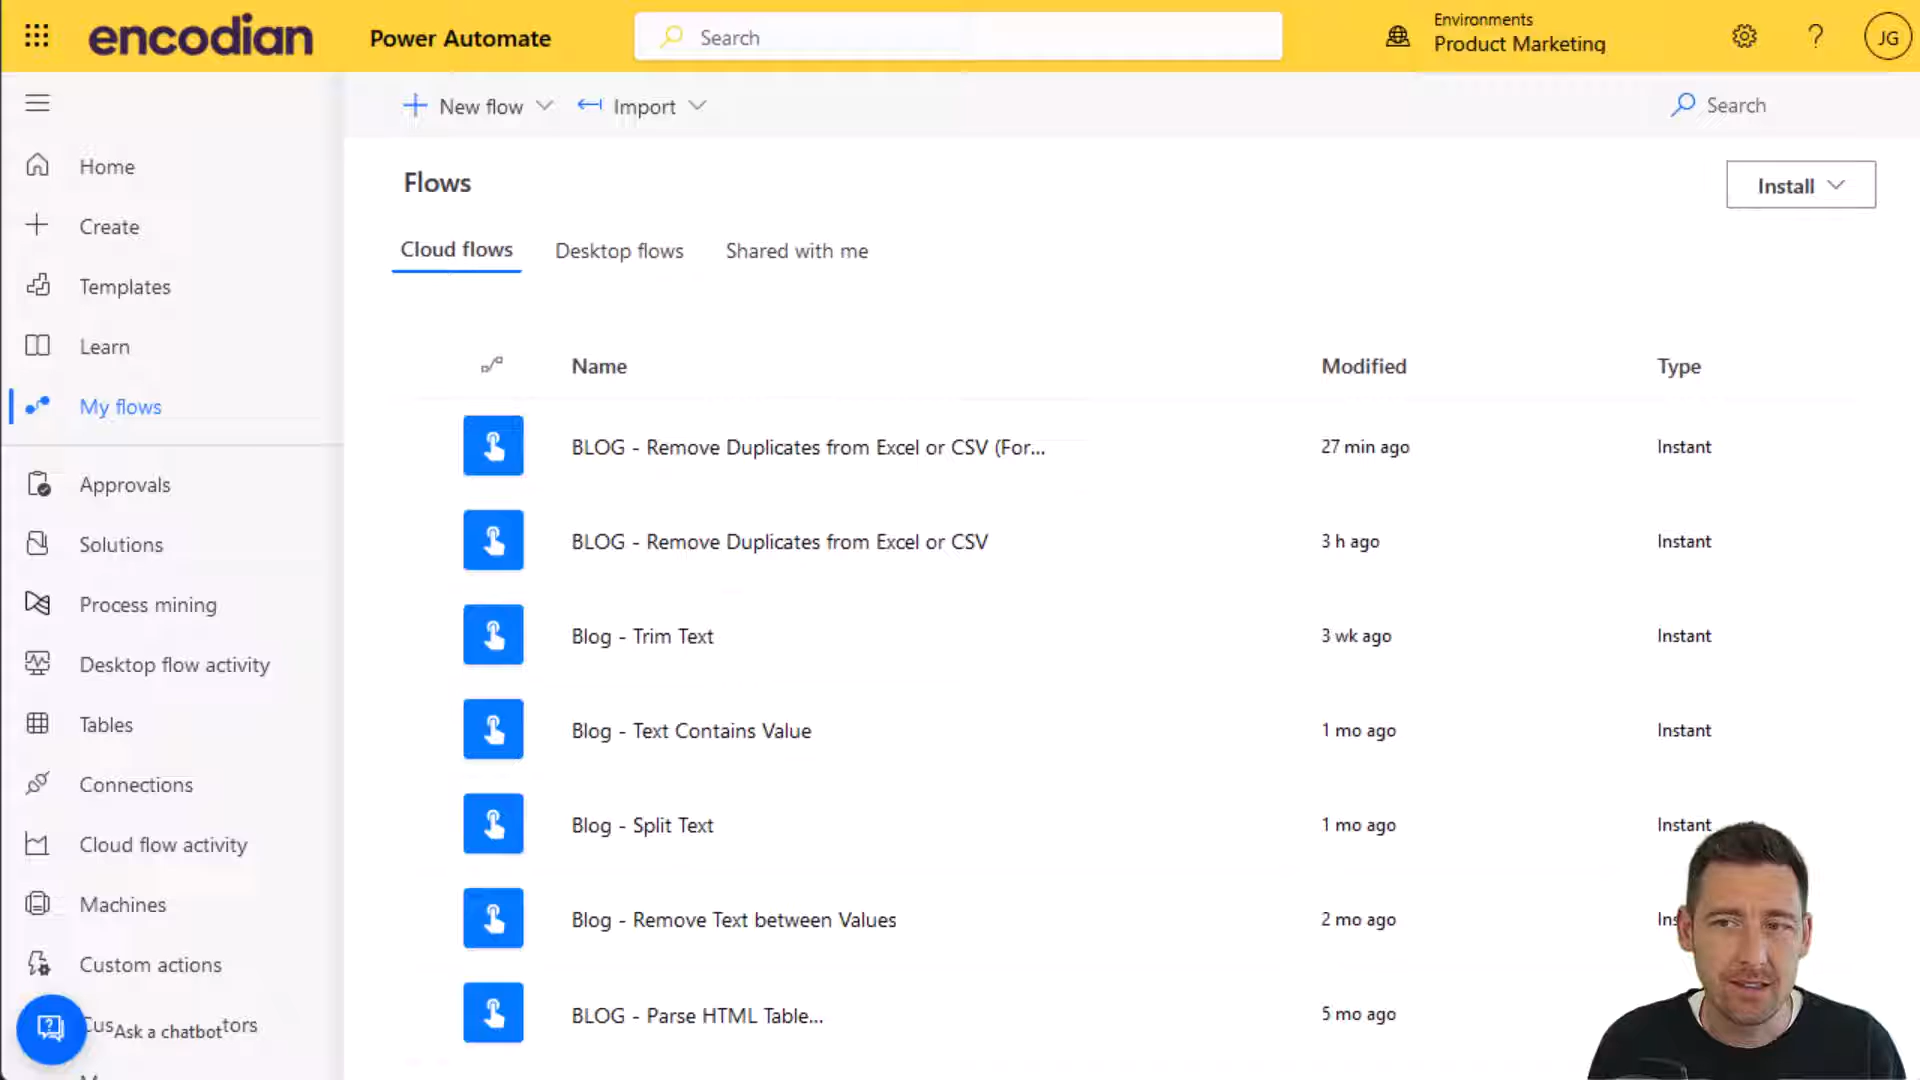 encodian
Power Automate
Search
Environments
Product Marketing
JG
New flow
Import
Search
Home
Create
Templates
Learn
My flows
Approvals
Solutions
Process mining
Desktop flow activity
Tables
Connections
Cloud flow activity
Machines
Custom actions
Cus
Ask a chatbot
tors
Flows
Install
Cloud flows
Desktop flows
Shared with me
Name
Modified
Type
BLOG - Remove Duplicates from Excel or CSV (For...
27 min ago
Instant
BLOG - Remove Duplicates from Excel or CSV
3 h ago
Instant
Blog - Trim Text
3 wk ago
Instant
Blog - Text Contains Value
1 mo ago
Instant
Blog - Split Text
1 mo ago
Instant
Blog - Remove Text between Values
2 mo ago
Ins
BLOG - Parse HTML Table...
5 mo ago